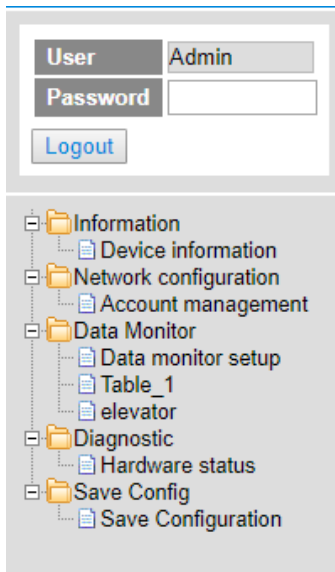 User Admin
Password
Logout
Information
Device information
Network configuration
Account management
Data Monitor
Data monitor setup
Table_1
elevator
Diagnostic
Hardware status
Save Config
Save Configuration